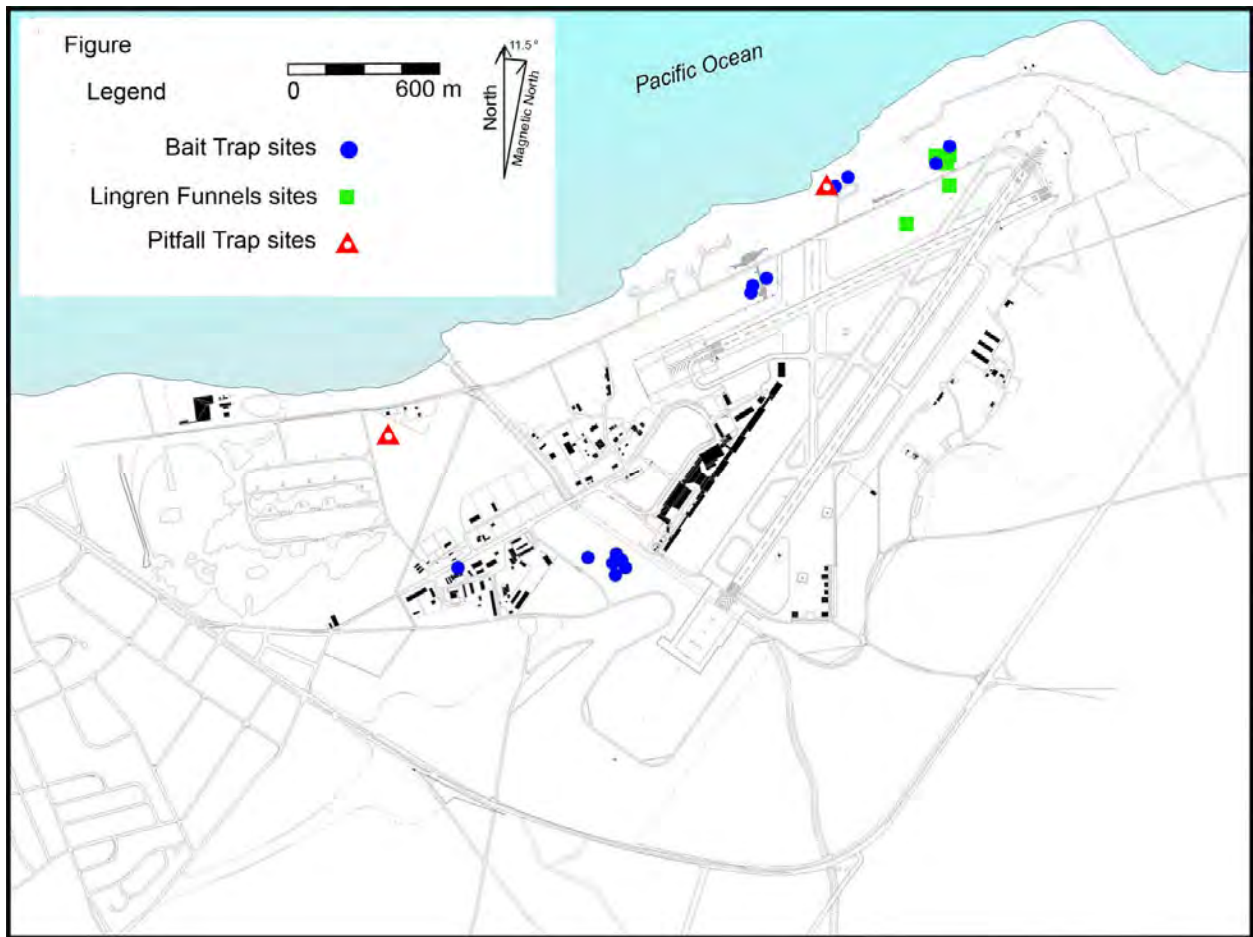 Figure
Legend
0 600 m
11.5°
North
Magnetic North
Pacific Ocean
Bait Trap sites
Lingren Funnels sites
Pitfall Trap sites